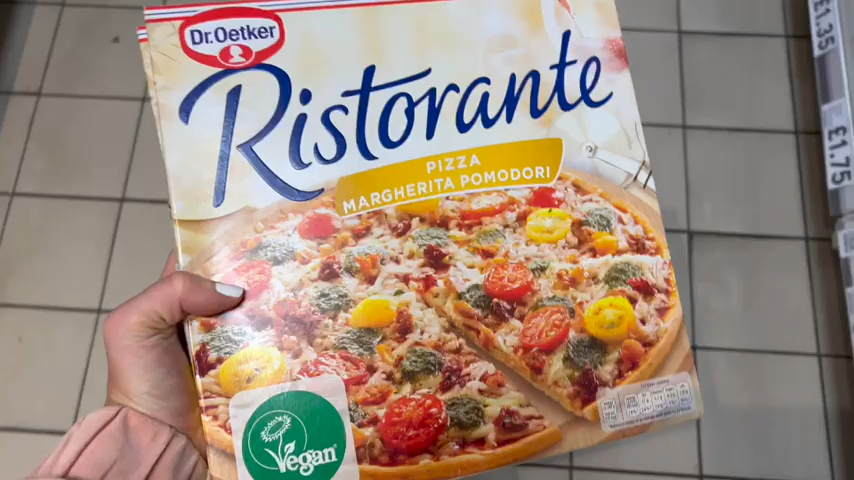 Dr. Oetker
Ristorante
PIZZA
MARGHERITA POMODORI
Vegan
£1.35
£1.75